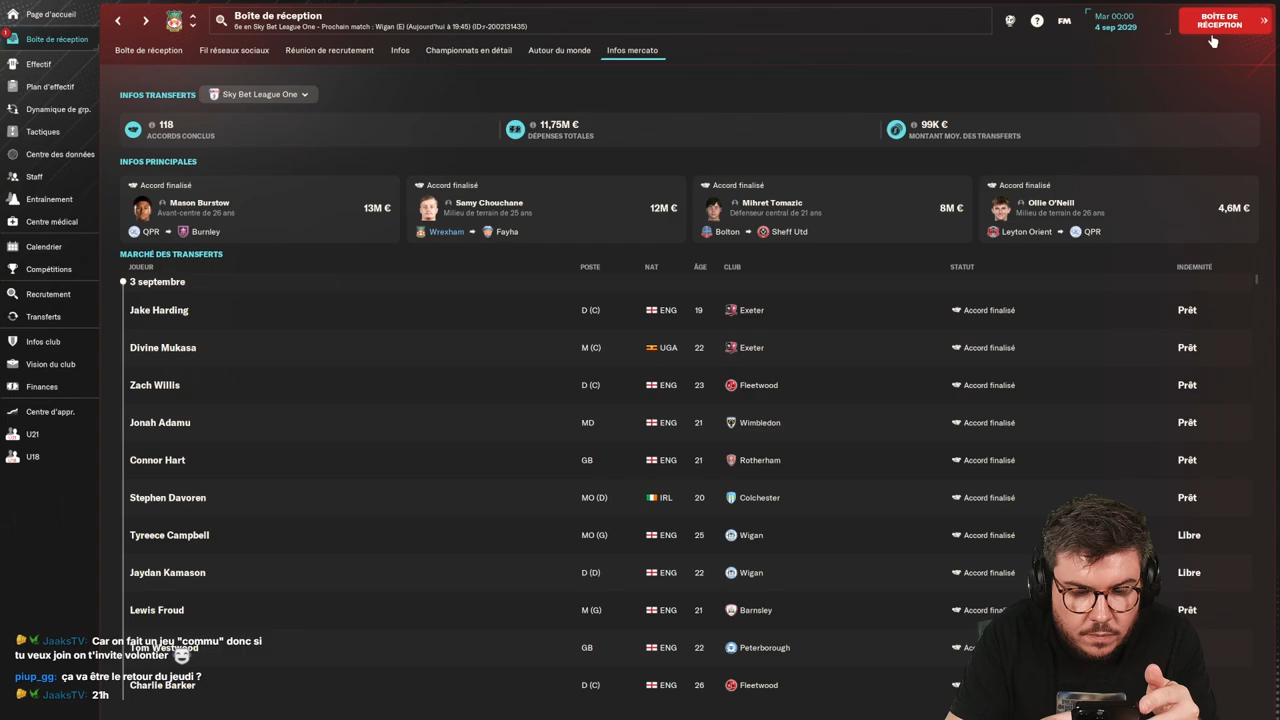 Page d'accueil
1
Boîte de réception
Effectif
Plan d'effectif
Dynamique de grp.
Tactiques
Centre des données
Staff
Entraînement
Centre médical
Calendrier
Compétitions
Recrutement
Transferts
Infos club
Vision du club
Finances
Centre d'appr.
U21
U18
Boîte de réception
6e en Sky Bet League One - Prochain match : Wigan (E) (Aujourd'hui à 19:45) (ID:r-2002131435)
?
FM
Mar 00:00
4 sep 2029
BOÎTE DE
RÉCEPTION
Boîte de réception
Fil réseaux sociaux
Réunion de recrutement
Infos
Championnats en détail
Autour du monde
Infos mercato
INFOS TRANSFERTS
Sky Bet League One
118
ACCORDS CONCLUS
11,75M €
DÉPENSES TOTALES
99K €
MONTANT MOY. DES TRANSFERTS
INFOS PRINCIPALES
Accord finalisé
Mason Burstow
Avant-centre de 26 ans
13M €
QPR
Burnley
Accord finalisé
Samy Chouchane
Milieu de terrain de 25 ans
12M €
Wrexham
Fayha
Accord finalisé
Mihret Tomazic
Défenseur central de 21 ans
8M €
Bolton
Sheff Utd
Accord finalisé
Ollie O'Neill
Milieu de terrain de 26 ans
4,6M €
Leyton Orient
QPR
MARCHÉ DES TRANSFERTS
JOUEUR POSTE NAT ÂGE CLUB STATUT INDEMNITÉ
3 septembre
Jake Harding D (C) ENG 19 Exeter Accord finalisé Prêt
Divine Mukasa M (C) UGA 22 Exeter Accord finalisé Prêt
Zach Willis D (C) ENG 23 Fleetwood Accord finalisé Prêt
Jonah Adamu MD ENG 21 Wimbledon Accord finalisé Prêt
Connor Hart GB ENG 21 Rotherham Accord finalisé Prêt
Stephen Davoren MO (D) IRL 20 Colchester Accord finalisé Prêt
Tyreece Campbell MO (G) ENG 25 Wigan Accord finalisé Libre
Jaydan Kamason D (D) ENG 22 Wigan Accord finalisé Libre
Lewis Froud M (G) ENG 21 Barnsley Accord Prêt
Tom GB ENG 22 Peterborough
Charlie Barker D (C) ENG 26 Fleetwood
JaaksTV: Car on fait un jeu "commu" donc si
tu veux join on t'invite volontier
piup_gg: ça va être le retour du jeudi ?
JaaksTV: 21h